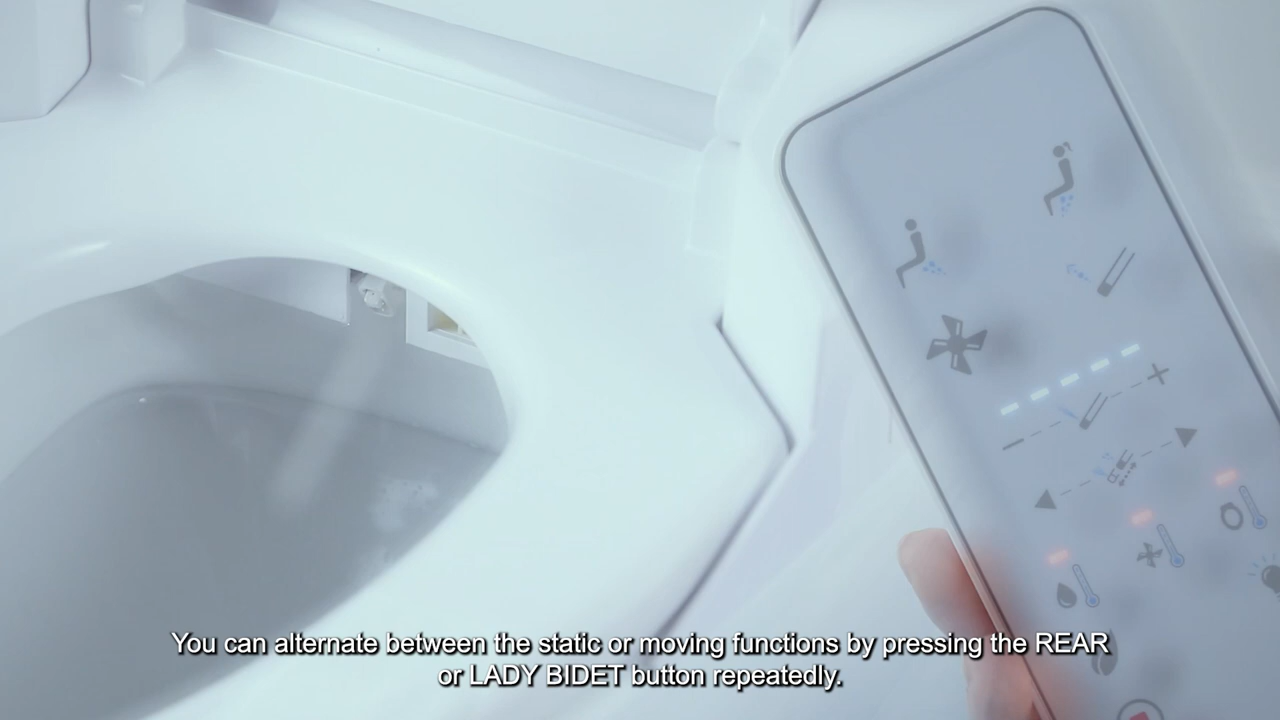 You can alternate between the static or moving functions by pressing the REAR
or LADY BIDET button repeatedly.